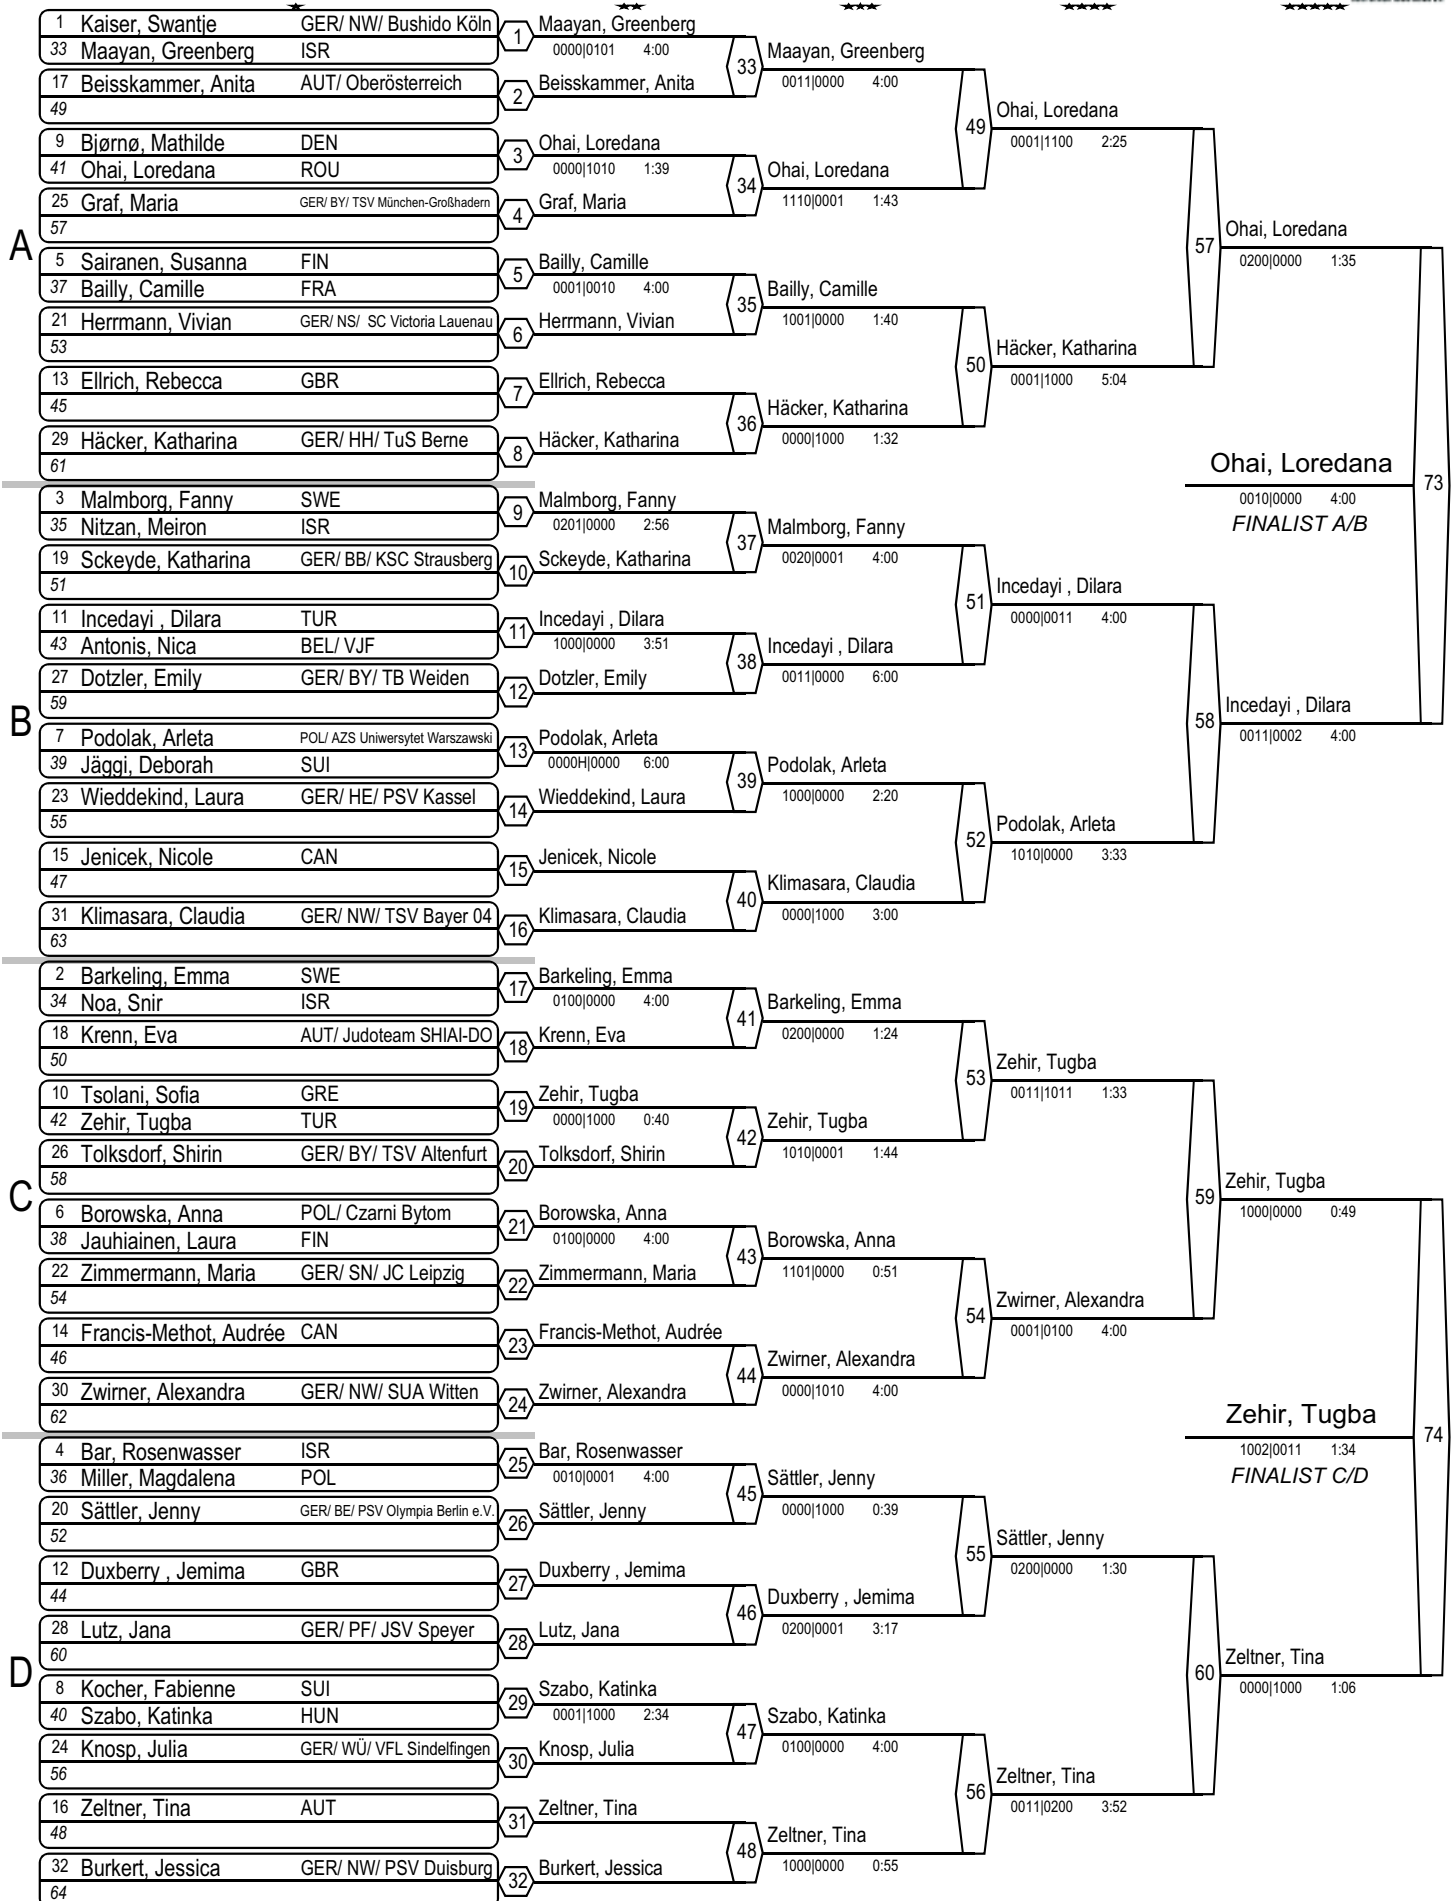 1 Kaiser, Swantje GER/ NW/ Bushido Köln 1 Maayan, Greenberg
33 Maayan, Greenberg ISR 0000|0101 4:00
33 Maayan, Greenberg
0011|0000 4:00
17 Beisskammer, Anita AUT/ Oberösterreich 2 Beisskammer, Anita
49
49 Ohai, Loredana
0001|1100 2:25
9 Bjørnø, Mathilde DEN 3 Ohai, Loredana
41 Ohai, Loredana ROU 0000|1010 1:39
34 Ohai, Loredana
1110|0001 1:43
25 Graf, Maria GER/ BY/ TSV München-Großhadern 4 Graf, Maria
57
A
57 Ohai, Loredana
0200|0000 1:35
5 Sairanen, Susanna FIN 5 Bailly, Camille
37 Bailly, Camille FRA 0001|0010 4:00
35 Bailly, Camille
1001|0000 1:40
21 Herrmann, Vivian GER/ NS/ SC Victoria Lauenau 6 Herrmann, Vivian
53
50 Häcker, Katharina
0001|1000 5:04
13 Ellrich, Rebecca GBR 7 Ellrich, Rebecca
45
36 Häcker, Katharina
0000|1000 1:32
29 Häcker, Katharina GER/ HH/ TuS Berne 8 Häcker, Katharina
61
Ohai, Loredana 73
0010|0000 4:00
FINALIST A/B
3 Malmborg, Fanny SWE 9 Malmborg, Fanny
35 Nitzan, Meiron ISR 0201|0000 2:56
37 Malmborg, Fanny
0020|0001 4:00
19 Sckeyde, Katharina GER/ BB/ KSC Strausberg 10 Sckeyde, Katharina
51
51 Incedayi , Dilara
0000|0011 4:00
11 Incedayi , Dilara TUR 11 Incedayi , Dilara
43 Antonis, Nica BEL/ VJF 1000|0000 3:51
38 Incedayi , Dilara
0011|0000 6:00
27 Dotzler, Emily GER/ BY/ TB Weiden 12 Dotzler, Emily
59
B
58 Incedayi , Dilara
0011|0002 4:00
7 Podolak, Arleta POL/ AZS Uniwersytet Warszawski 13 Podolak, Arleta
39 Jäggi, Deborah SUI 0000H|0000 6:00
39 Podolak, Arleta
1000|0000 2:20
23 Wieddekind, Laura GER/ HE/ PSV Kassel 14 Wieddekind, Laura
55
52 Podolak, Arleta
1010|0000 3:33
15 Jenicek, Nicole CAN 15 Jenicek, Nicole
47
40 Klimasara, Claudia
0000|1000 3:00
31 Klimasara, Claudia GER/ NW/ TSV Bayer 04 16 Klimasara, Claudia
63
2 Barkeling, Emma SWE 17 Barkeling, Emma
34 Noa, Snir ISR 0100|0000 4:00
41 Barkeling, Emma
0200|0000 1:24
18 Krenn, Eva AUT/ Judoteam SHIAI-DO 18 Krenn, Eva
50
53 Zehir, Tugba
0011|1011 1:33
10 Tsolani, Sofia GRE 19 Zehir, Tugba
42 Zehir, Tugba TUR 0000|1000 0:40
42 Zehir, Tugba
1010|0001 1:44
26 Tolksdorf, Shirin GER/ BY/ TSV Altenfurt 20 Tolksdorf, Shirin
58
C
59 Zehir, Tugba
1000|0000 0:49
6 Borowska, Anna POL/ Czarni Bytom 21 Borowska, Anna
38 Jauhiainen, Laura FIN 0100|0000 4:00
43 Borowska, Anna
1101|0000 0:51
22 Zimmermann, Maria GER/ SN/ JC Leipzig 22 Zimmermann, Maria
54
54 Zwirner, Alexandra
0001|0100 4:00
14 Francis-Methot, Audrée CAN 23 Francis-Methot, Audrée
46
44 Zwirner, Alexandra
0000|1010 4:00
30 Zwirner, Alexandra GER/ NW/ SUA Witten 24 Zwirner, Alexandra
62
Zehir, Tugba 74
1002|0011 1:34
FINALIST C/D
4 Bar, Rosenwasser ISR 25 Bar, Rosenwasser
36 Miller, Magdalena POL 0010|0001 4:00
45 Sättler, Jenny
0000|1000 0:39
20 Sättler, Jenny GER/ BE/ PSV Olympia Berlin e.V. 26 Sättler, Jenny
52
55 Sättler, Jenny
0200|0000 1:30
12 Duxberry , Jemima GBR 27 Duxberry , Jemima
44
46 Duxberry , Jemima
0200|0001 3:17
28 Lutz, Jana GER/ PF/ JSV Speyer 28 Lutz, Jana
60
D
60 Zeltner, Tina
0000|1000 1:06
8 Kocher, Fabienne SUI 29 Szabo, Katinka
40 Szabo, Katinka HUN 0001|1000 2:34
47 Szabo, Katinka
0100|0000 4:00
24 Knosp, Julia GER/ WÜ/ VFL Sindelfingen 30 Knosp, Julia
56
56 Zeltner, Tina
0011|0200 3:52
16 Zeltner, Tina AUT 31 Zeltner, Tina
48
48 Zeltner, Tina
1000|0000 0:55
32 Burkert, Jessica GER/ NW/ PSV Duisburg 32 Burkert, Jessica
64